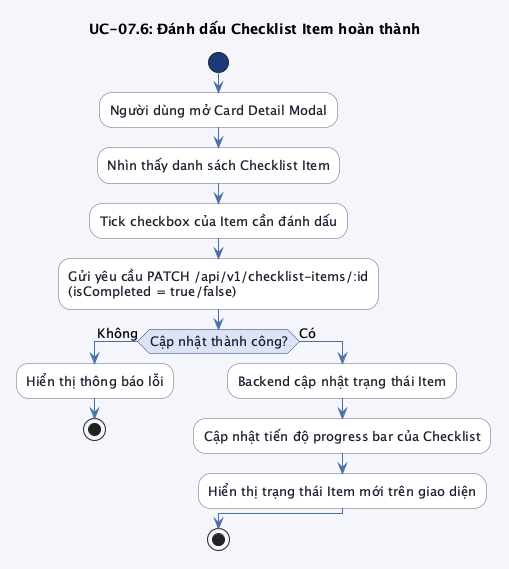 UC-07.6: Đánh dấu Checklist Item hoàn thành
Người dùng mở Card Detail Modal
Nhìn thấy danh sách Checklist Item
Tick checkbox của Item cần đánh dấu
Gửi yêu cầu PATCH /api/v1/checklist-items/:id
(isCompleted = true/false)
Cập nhật thành công?
Không
Có
Hiển thị thông báo lỗi
Backend cập nhật trạng thái Item
Cập nhật tiến độ progress bar của Checklist
Hiển thị trạng thái Item mới trên giao diện